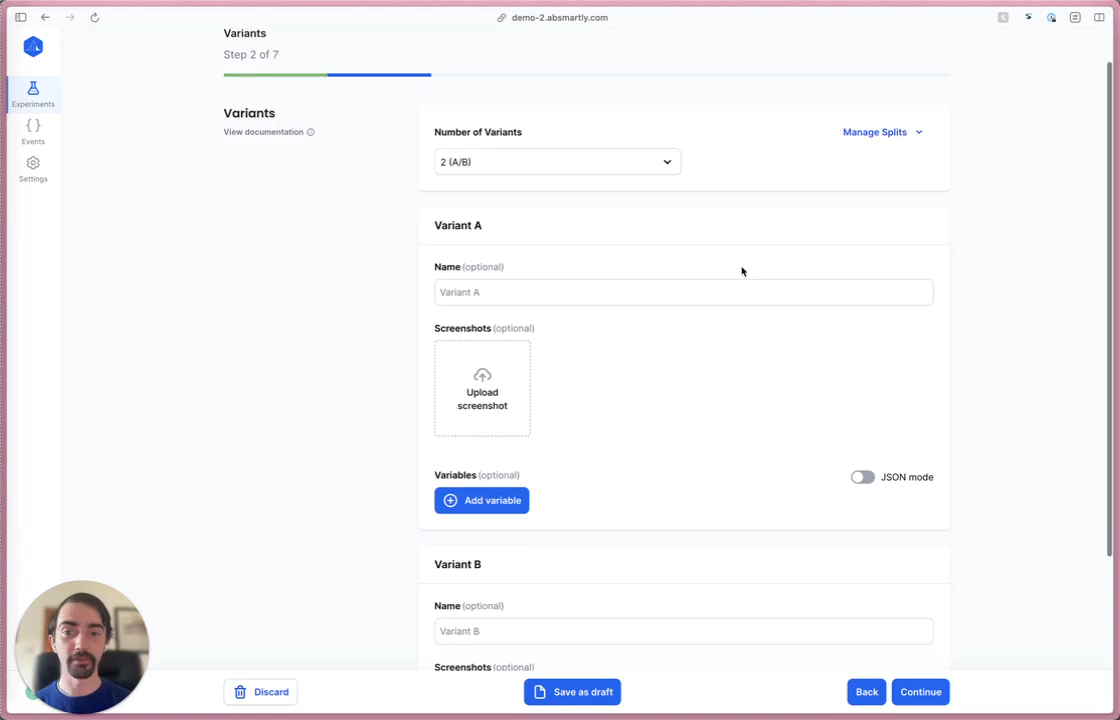 demo-2.absmartly.com
Variants
Step 2 of 7
Experiments
Events
Settings
Variants
View documentation
Number of Variants
Manage Splits
2 (A/B)
Variant A
Name (optional)
Variant A
Screenshots (optional)
Upload
screenshot
Variables (optional)
JSON mode
Add variable
Variant B
Name (optional)
Variant B
Screenshots (optional)
Discard
Save as draft
Back
Continue